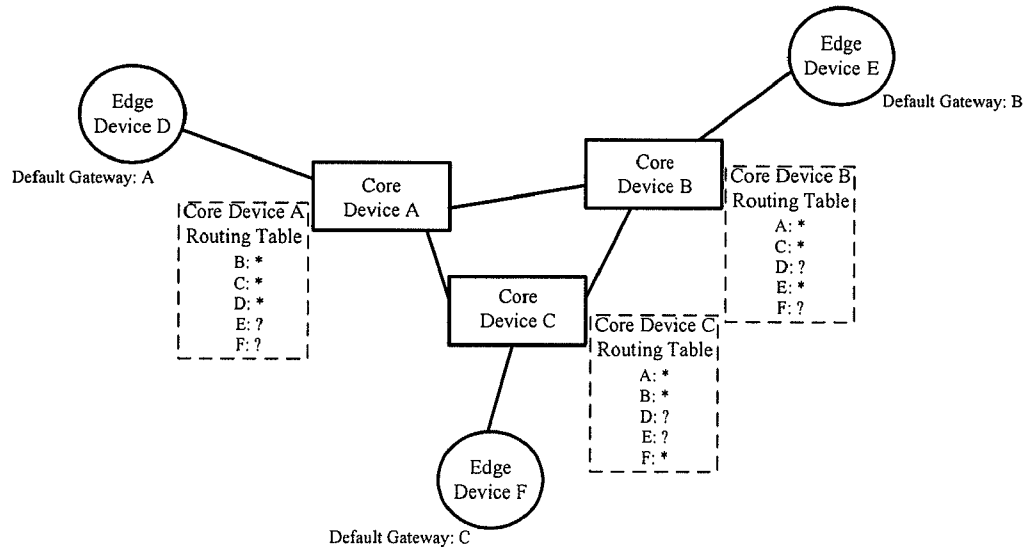 Edge
Device E
Default Gateway: B
Edge
Device D
Default Gateway: A
Core
Device A
Core
Device B
Core Device A
Routing Table
B: *
C: *
D: *
E: ?
F: ?
Core Device B
Routing Table
A: *
C: *
D: ?
E: *
F: ?
Core
Device C
Core Device C
Routing Table
A: *
B: *
D: ?
E: ?
F: *
Edge
Device F
Default Gateway: C